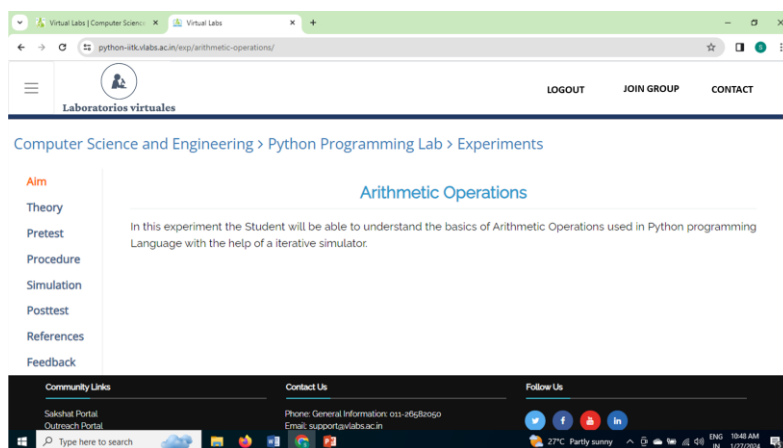 Virtual Labs | Computer Science
Virtual Labs
python-iitk.vlabs.ac.in/exp/arithmetic-operations/
S
Laboratorios virtuales
LOGOUT
JOIN GROUP
CONTACT
Computer Science and Engineering > Python Programming Lab > Experiments
Aim
Theory
Pretest
Procedure
Simulation
Posttest
References
Feedback
Arithmetic Operations
In this experiment the Student will be able to understand the basics of Arithmetic Operations used in Python programming
Language with the help of a iterative simulator.
Community Links
Sakshat Portal
Outreach Portal
Contact Us
Phone: General Information: 011-26582050
Email: support@vlabs.ac.in
Follow Us
Type here to search
27°C Partly sunny
ENG
IN
10:48 AM
1/27/2024